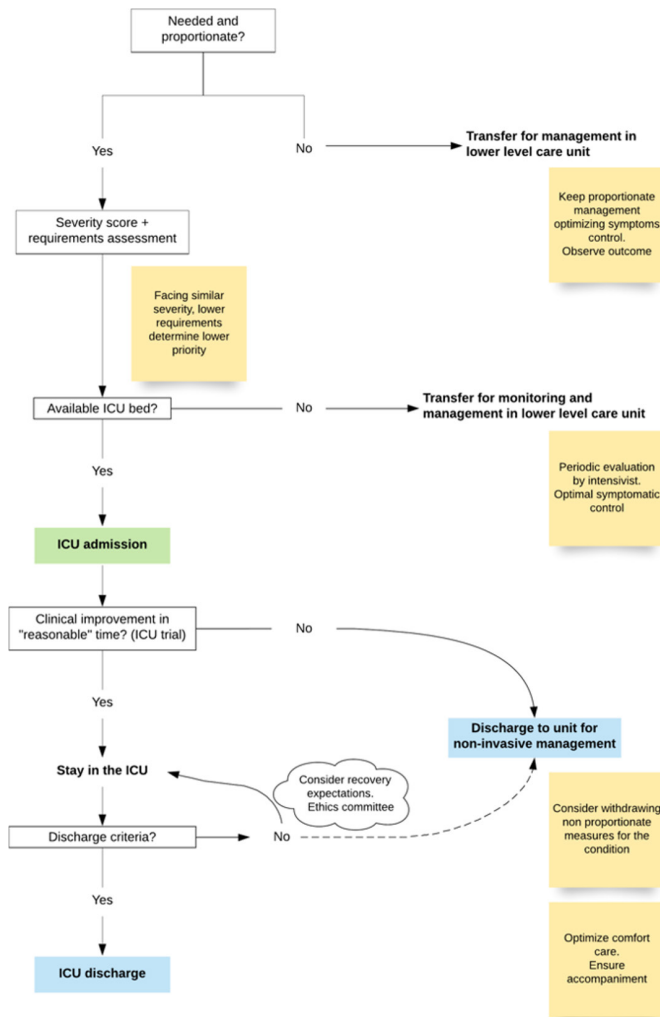 Needed and
proportionate?
Yes
No
Transfer for management in
lower level care unit
Keep proportionate
management
optimizing symptoms
control.
Observe outcome
Severity score +
requirements assessment
Facing similar
severity, lower
requirements
determine lower
priority
Available ICU bed?
No
Transfer for monitoring and
management in lower level care unit
Yes
Periodic evaluation
by intensivist.
Optimal symptomatic
control
ICU admission
Clinical improvement in
"reasonable" time? (ICU trial)
No
Yes
Discharge to unit for
non-invasive management
Stay in the ICU
Consider recovery
expectations.
Ethics committee
Consider withdrawing
non proportionate
measures for the
condition
Discharge criteria?
No
Yes
Optimize comfort
care.
Ensure
accompaniment
ICU discharge